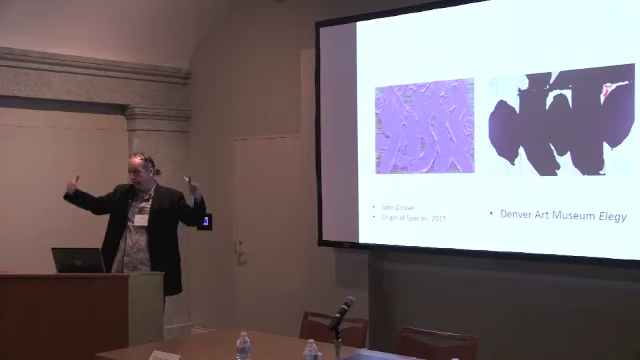 • John Zinsser
• Origin of Species, 2015
• Denver Art Museum Elegy